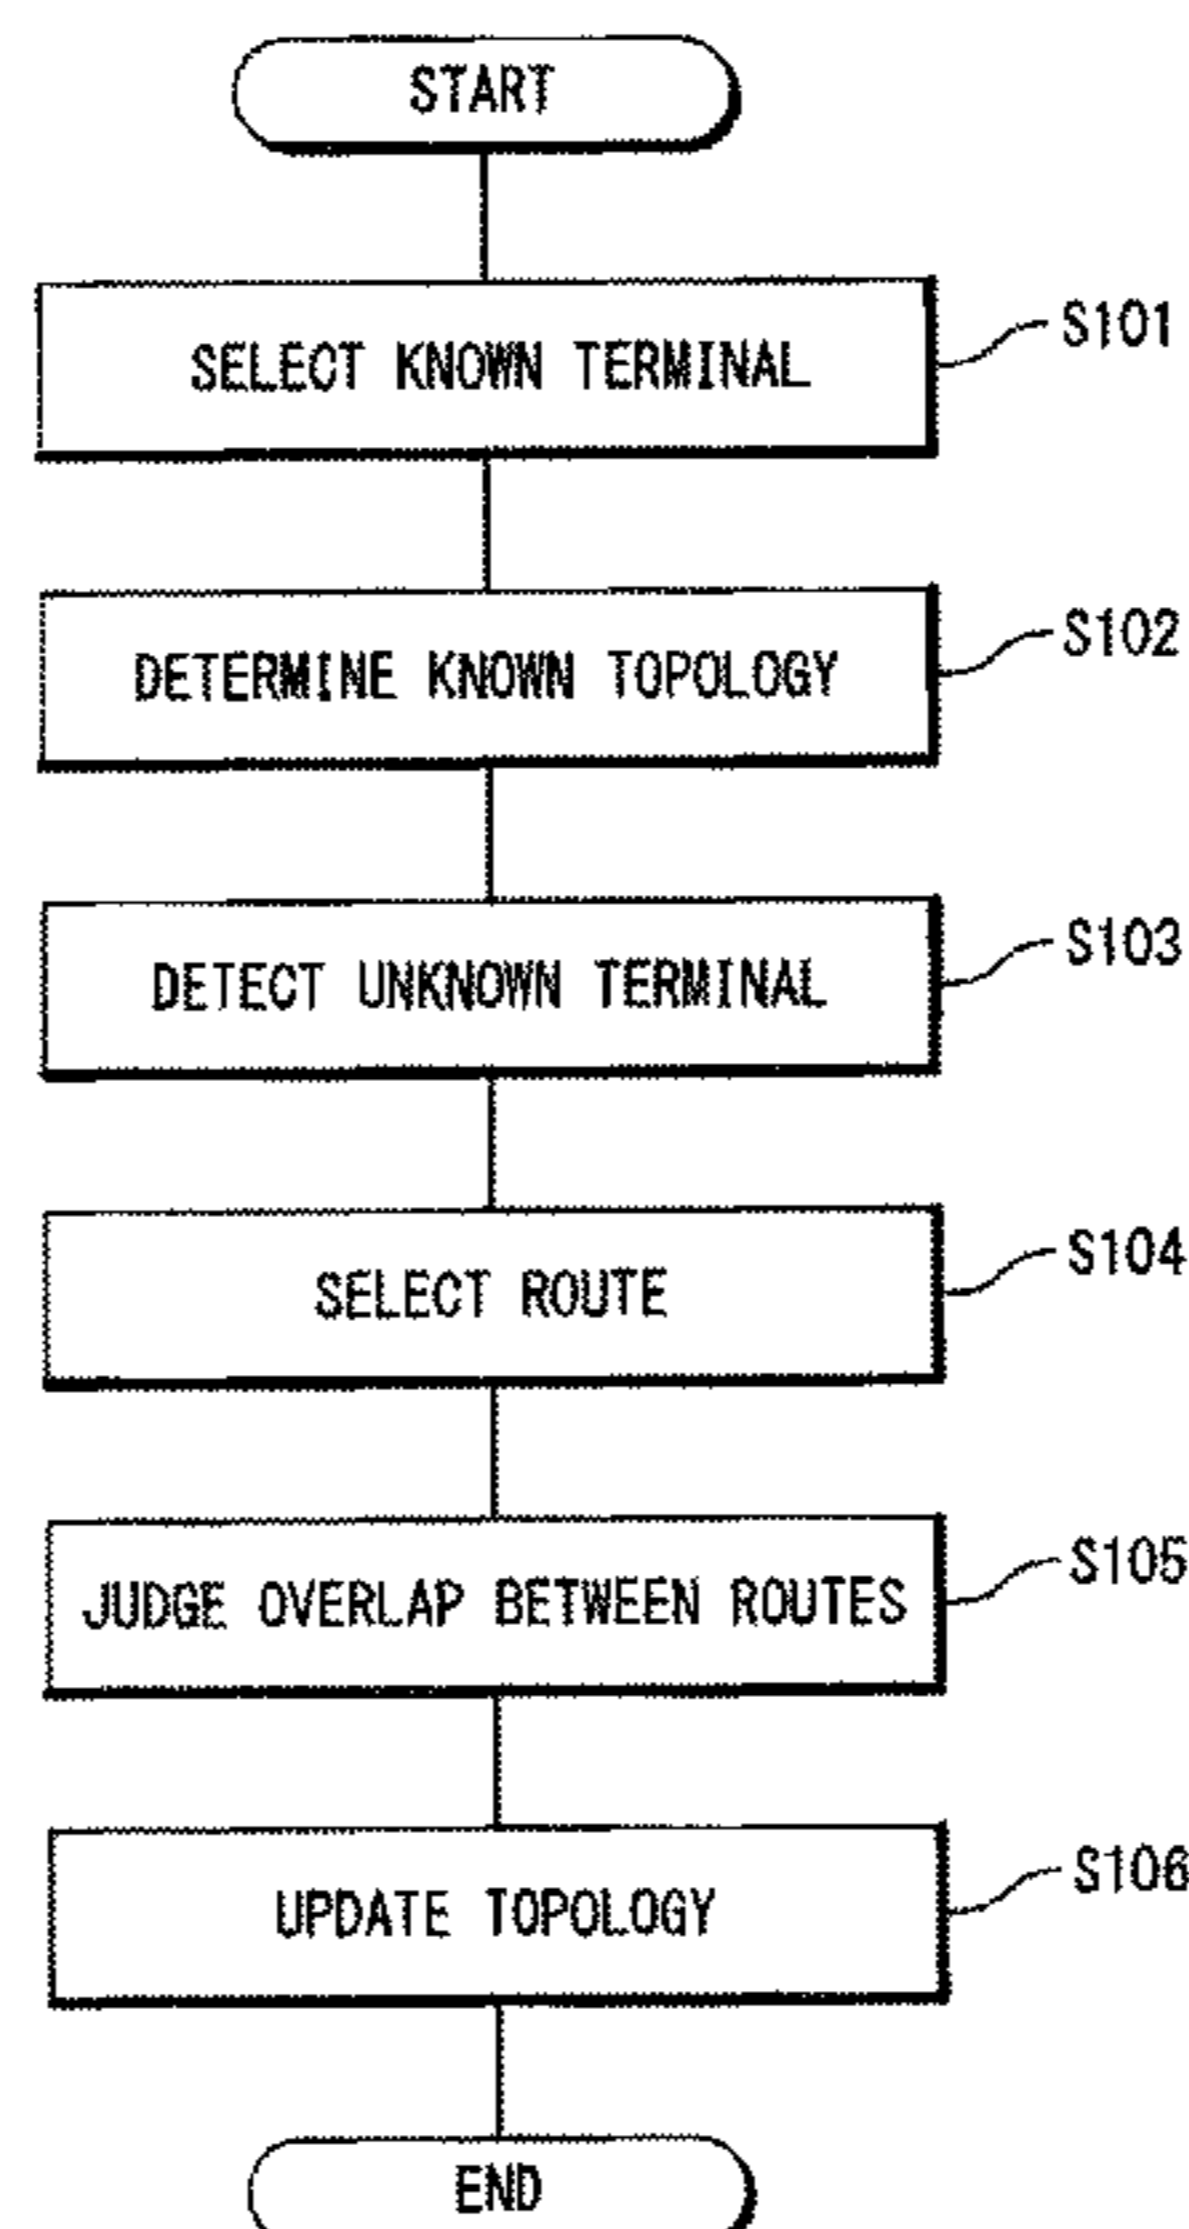 START
SELECT KNOWN TERMINAL
S101
DETERMINE KNOWN TOPOLOGY
S102
DETECT UNKNOWN TERMINAL
S103
SELECT ROUTE
S104
JUDGE OVERLAP BETWEEN ROUTES
S105
UPDATE TOPOLOGY
S106
END